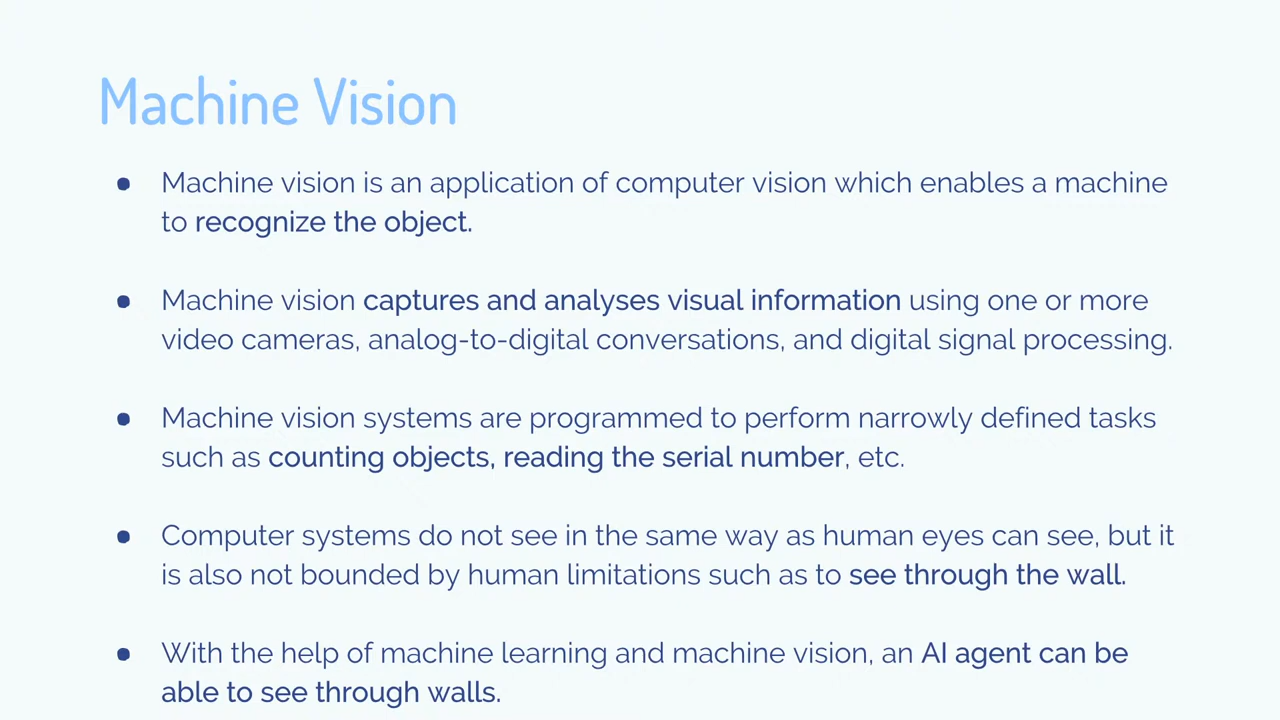 Machine Vision
● Machine vision is an application of computer vision which enables a machine
to recognize the object.
● Machine vision captures and analyses visual information using one or more
video cameras, analog-to-digital conversations, and digital signal processing.
● Machine vision systems are programmed to perform narrowly defined tasks
such as counting objects, reading the serial number, etc.
● Computer systems do not see in the same way as human eyes can see, but it
is also not bounded by human limitations such as to see through the wall.
● With the help of machine learning and machine vision, an AI agent can be
able to see through walls.